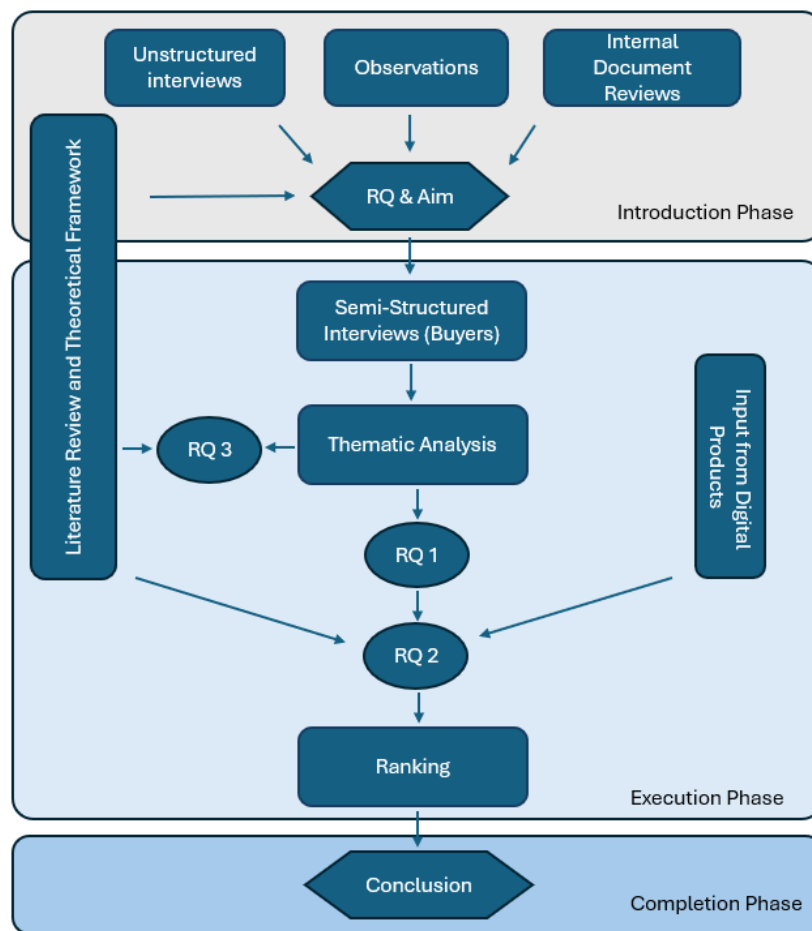 Unstructured
interviews
Observations
Internal
Document
Reviews
Literature Review and Theoretical Framework
RQ & Aim
Introduction Phase
Semi-Structured
Interviews (Buyers)
Input from Digital
Products
RQ 3
Thematic Analysis
RQ 1
RQ 2
Ranking
Execution Phase
Conclusion
Completion Phase